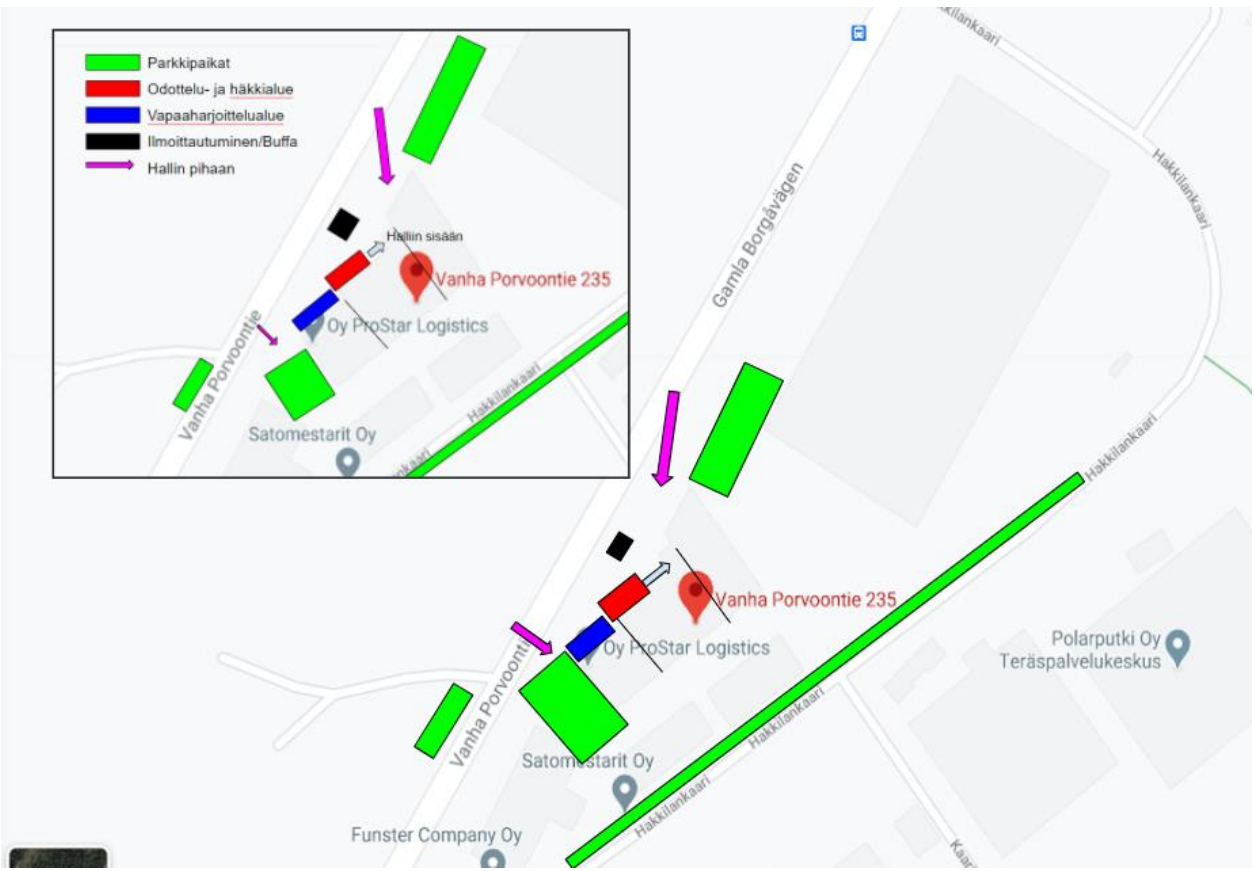 Parkkipaikat
Odottelu- ja häkkialue
Vapaaharjoittelualue
Ilmoittautuminen/Buffa
Hallin pihaan
Halliin sisään
Vanha Porvoontie 235
Oy ProStar Logistics
Vanha Porvoontie
Hakkilankaari
Satomestarit Oy
Hakkilankaari
Hakkilankaari
Gamla Borgåvägen
Hakkilankaari
Vanha Porvoontie 235
Polarputki Oy
Teräspalvelukeskus
Oy ProStar Logistics
Vanha Porvoontie
Hakkilankaari
Satomestarit Oy
Hakkilankaari
Funster Company Oy
Kaari